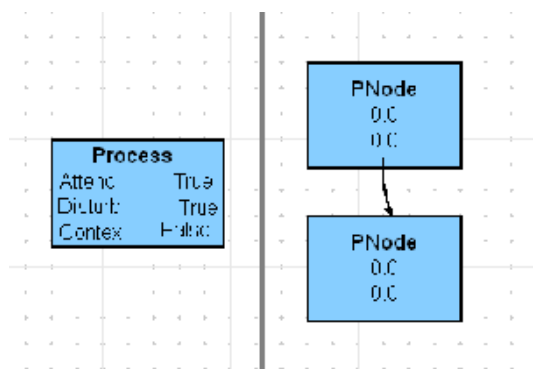 Process
Attend True
Disturb True
Contex False
PNode
0.0
0.0
PNode
0.0
0.0